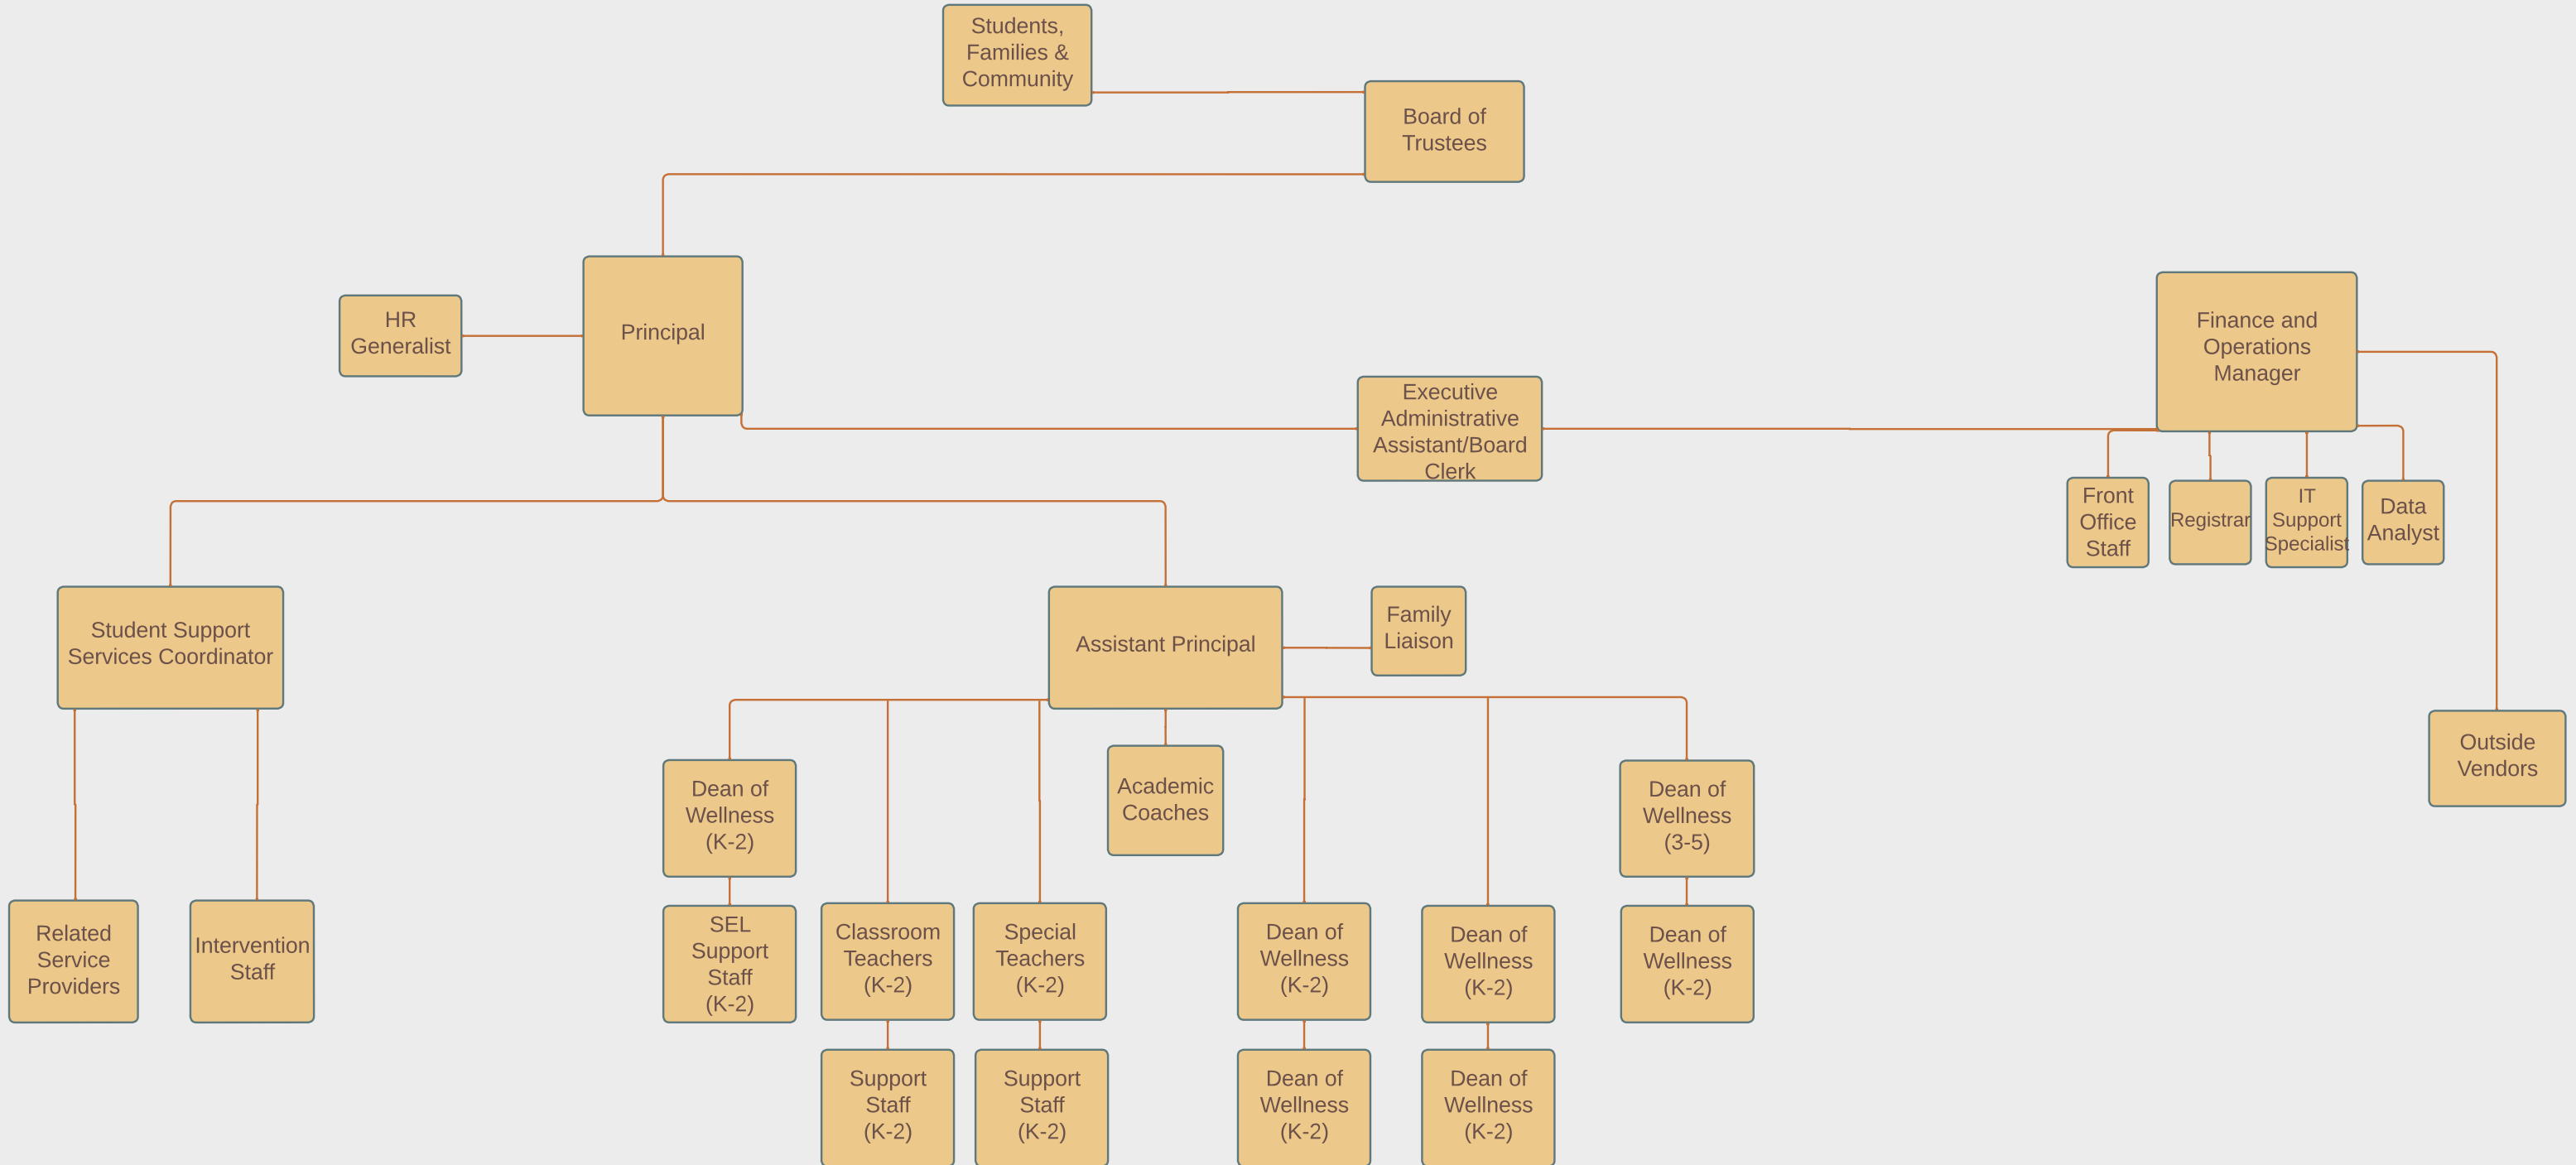 Students,
Families &
Community
Board of
Trustees
HR
Generalist
Principal
Finance and
Operations
Manager
Executive
Administrative
Assistant/Board
Clerk
Front
Office
Staff
Registrar
IT
Support
Specialist
Data
Analyst
Student Support
Services Coordinator
Assistant Principal
Family
Liaison
Outside
Vendors
Dean of
Wellness
(K-2)
Academic
Coaches
Dean of
Wellness
(3-5)
Related
Service
Providers
Intervention
Staff
SEL
Support
Staff
(K-2)
Classroom
Teachers
(K-2)
Special
Teachers
(K-2)
Dean of
Wellness
(K-2)
Dean of
Wellness
(K-2)
Dean of
Wellness
(K-2)
Support
Staff
(K-2)
Support
Staff
(K-2)
Dean of
Wellness
(K-2)
Dean of
Wellness
(K-2)